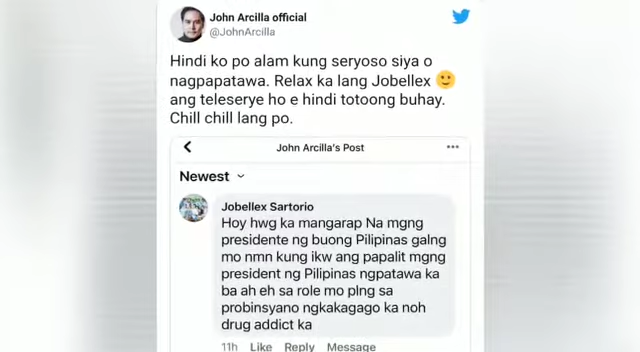 John Arcilla official
@JohnArcilla
Hindi ko po alam kung seryoso siya o
nagpapatawa. Relax ka lang Jobellex 🙂
ang teleserye ho e hindi totoong buhay.
Chill chill lang po.
John Arcilla's Post
Newest
Jobellex Sartorio
Hoy hwg ka mangarap Na mgng
presidente ng buong Pilipinas galng
mo nmn kung ikw ang papalit mgng
president ng Pilipinas ngpatawa ka
ba ah eh sa role mo plng sa
probinsyano ngkakagago ka noh
drug addict ka
11h Like Reply Message